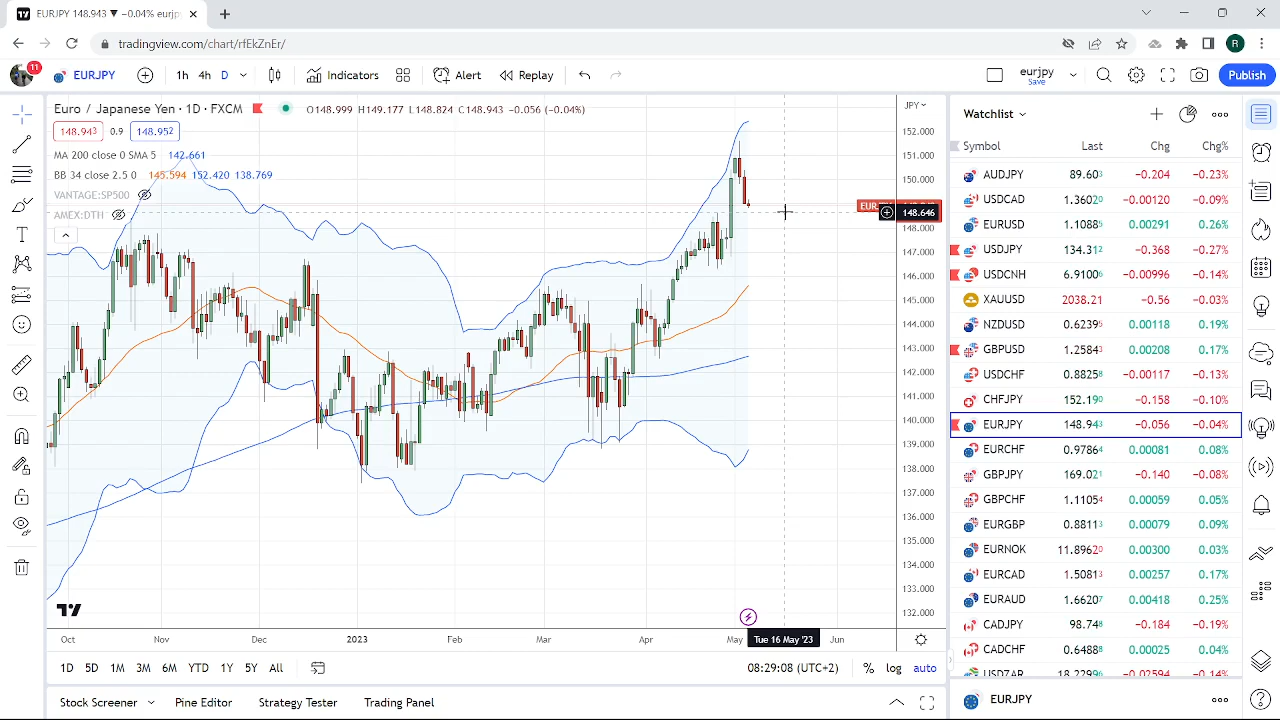 EURJPY 148.943 ▼ −0.04% eurjp
tradingview.com/chart/rfEkZnEr/
R
11
EURJPY
1h 4h D
Indicators
Alert
Replay
eurjpy
Save
Publish
Euro / Japanese Yen · 1D · FXCM
O148.999 H149.177 L148.824 C148.943 −0.056 (−0.04%)
148.943 0.9 148.952
MA 200 close 0 SMA 5 142.661
BB 34 close 2.5 0 145.594 152.420 138.769
VANTAGE:SP500
AMEX:DTH
JPY
152.000
151.000
150.000
EUR
148.646
148.000
147.000
146.000
145.000
144.000
143.000
142.000
141.000
140.000
139.000
138.000
137.000
136.000
135.000
134.000
133.000
132.000
Oct Nov Dec 2023 Feb Mar Apr May Tue 16 May '23 Jun
1D 5D 1M 3M 6M YTD 1Y 5Y All
08:29:08 (UTC+2) % log auto
Stock Screener Pine Editor Strategy Tester Trading Panel
Watchlist
Symbol Last Chg Chg%
AUDJPY 89.603 −0.204 −0.23%
USDCAD 1.36020 −0.00120 −0.09%
EURUSD 1.10885 0.00291 0.26%
USDJPY 134.312 −0.368 −0.27%
USDCNH 6.91006 −0.00996 −0.14%
XAUUSD 2038.21 −0.56 −0.03%
NZDUSD 0.62395 0.00118 0.19%
GBPUSD 1.25843 0.00208 0.17%
USDCHF 0.88258 −0.00117 −0.13%
CHFJPY 152.190 −0.158 −0.10%
EURJPY 148.943 −0.056 −0.04%
EURCHF 0.97864 0.00081 0.08%
GBPJPY 169.021 −0.140 −0.08%
GBPCHF 1.11054 0.00059 0.05%
EURGBP 0.88113 0.00079 0.09%
EURNOK 11.89620 0.00300 0.03%
EURCAD 1.50813 0.00257 0.17%
EURAUD 1.66207 0.00418 0.25%
CADJPY 98.748 −0.184 −0.19%
CADCHF 0.64888 0.00025 0.04%
USDZAR 18.22996 −0.02594 −0.14%
EURJPY